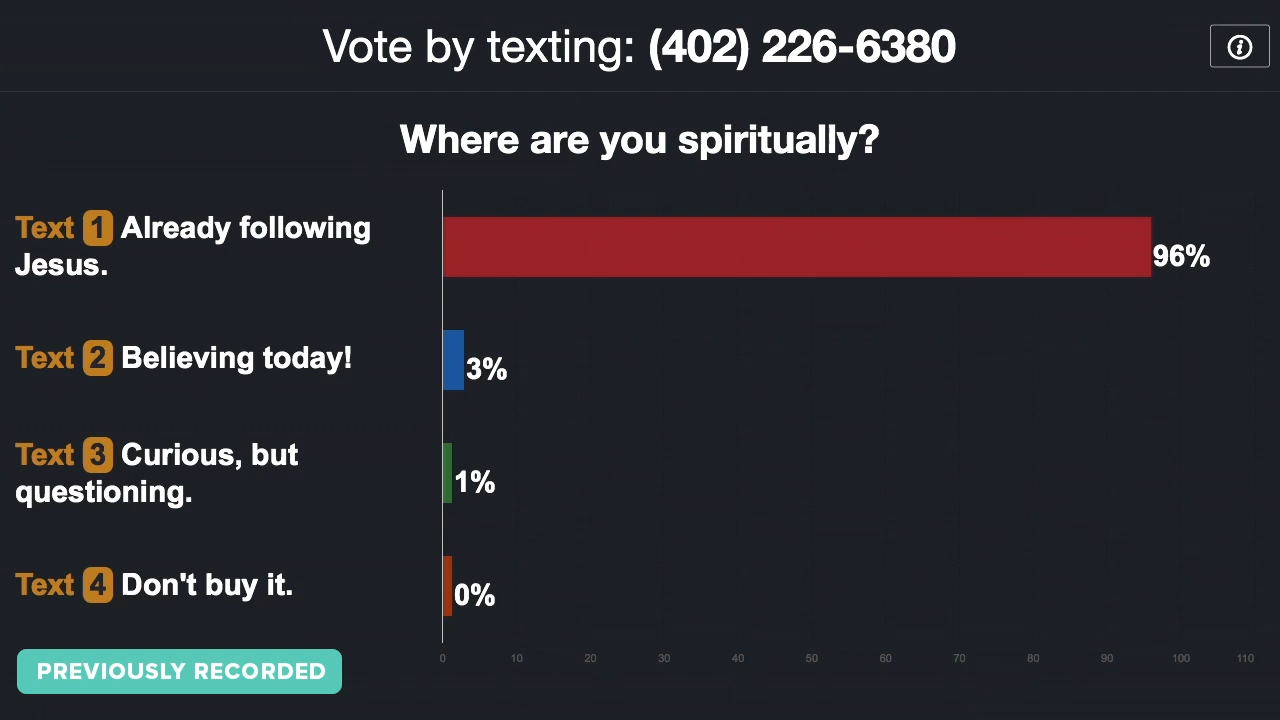 Vote by texting: (402) 226-6380
Where are you spiritually?
Text 1 Already following
Jesus.
96%
Text 2 Believing today!
3%
Text 3 Curious, but
questioning.
1%
Text 4 Don't buy it.
0%
0 10 20 30 40 50 60 70 80 90 100 110
PREVIOUSLY RECORDED